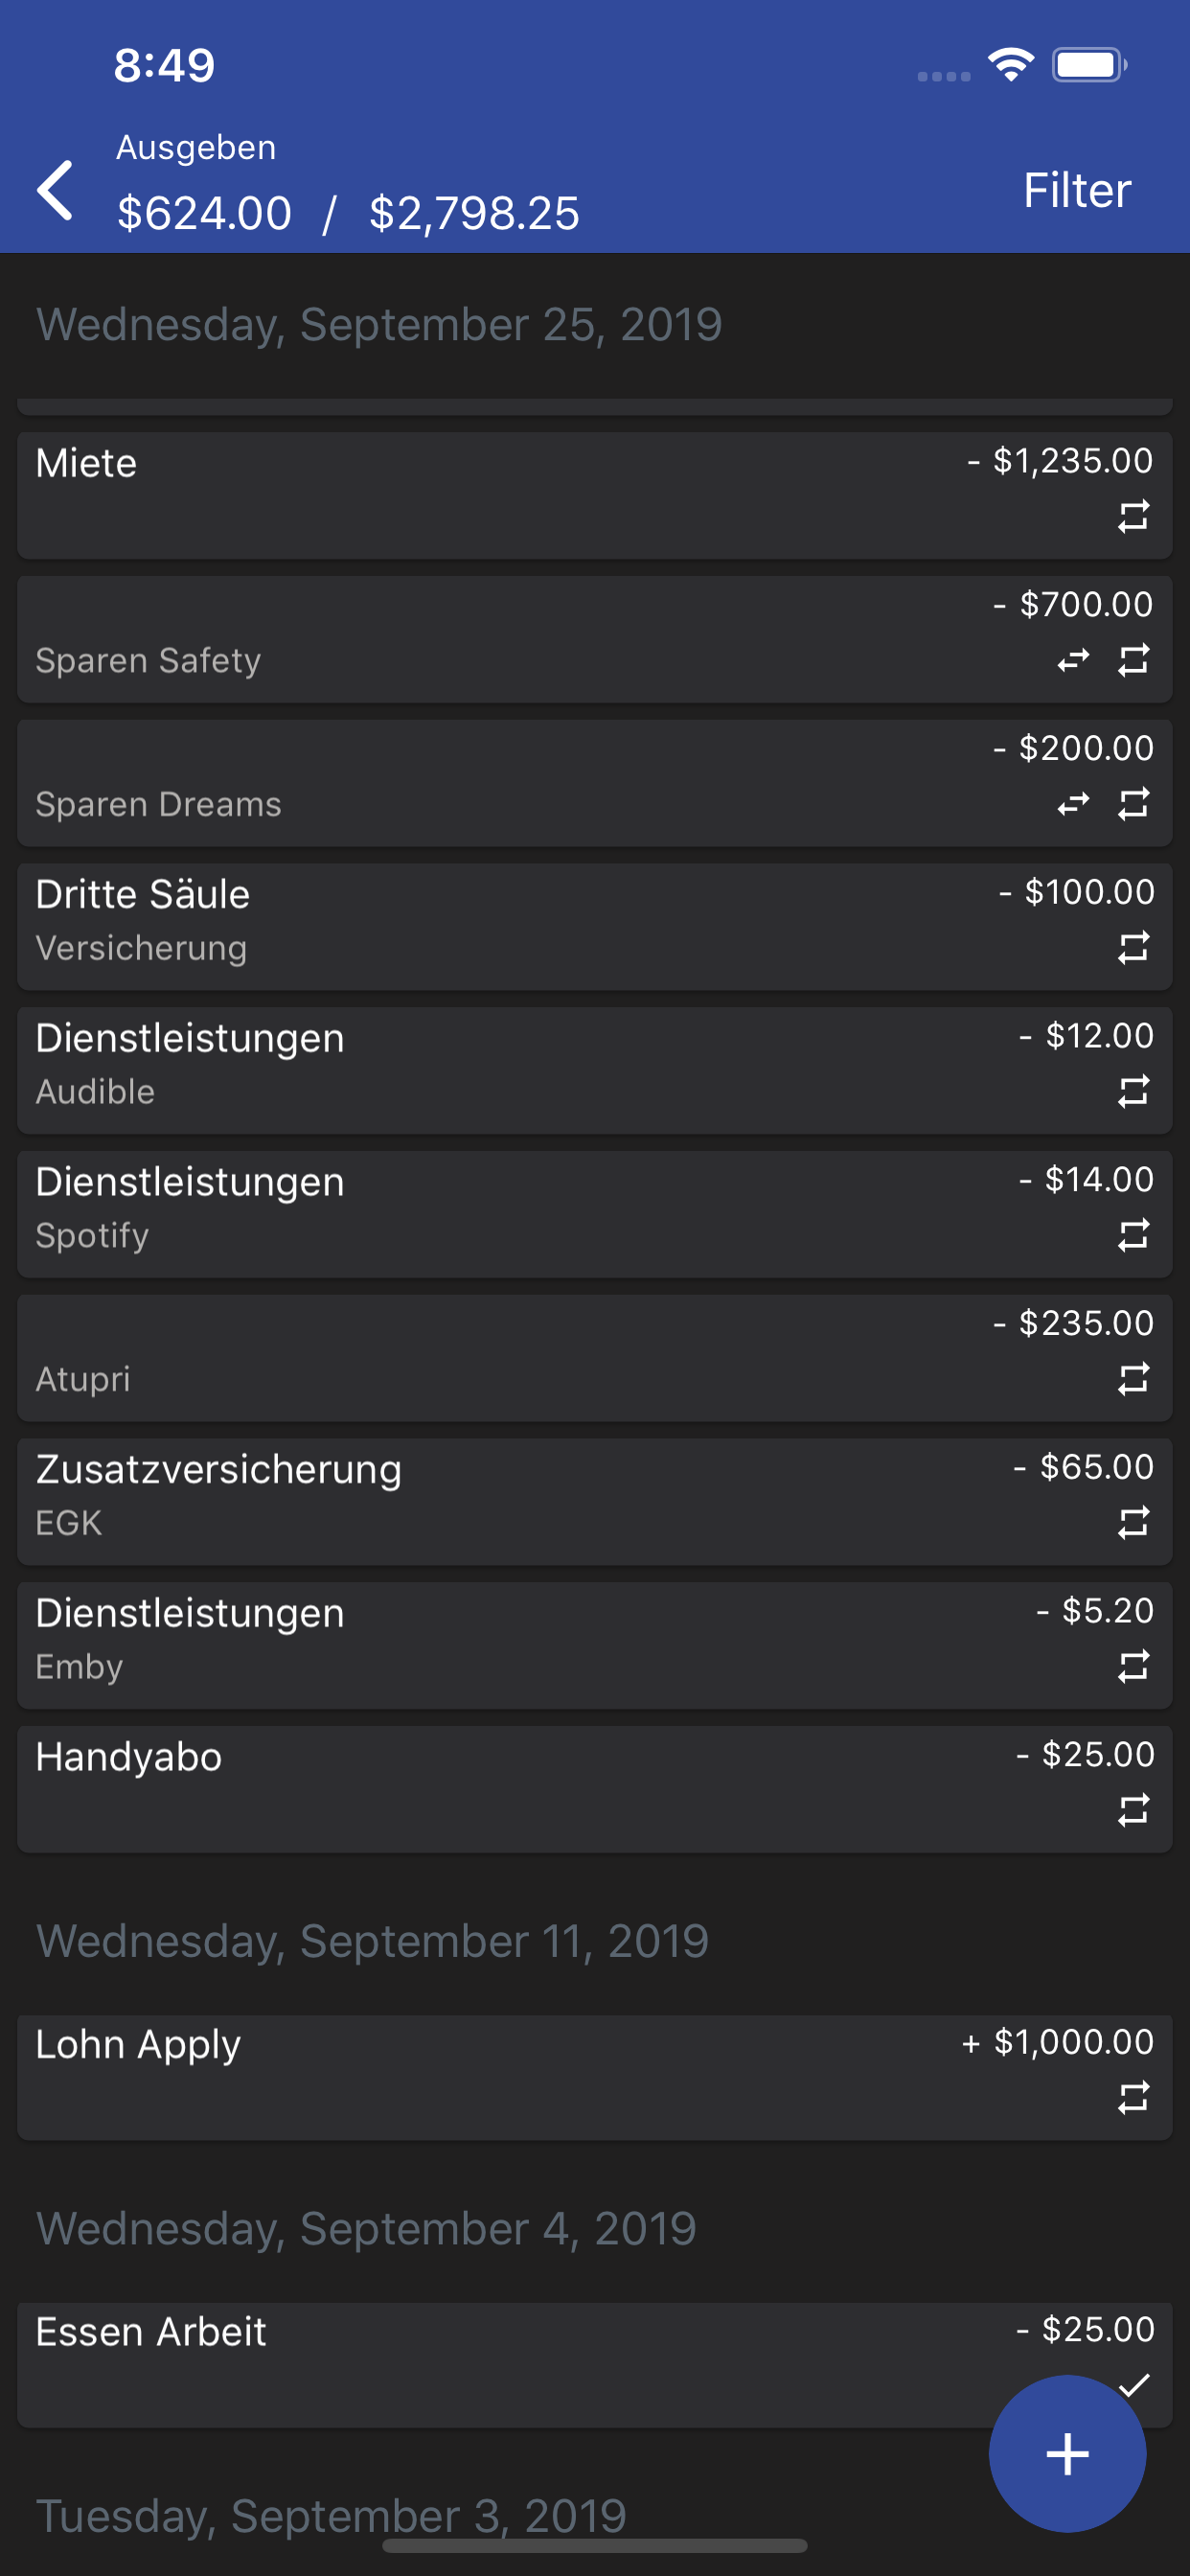 8:49
Ausgeben
$624.00 / $2,798.25
Filter
Wednesday, September 25, 2019
Miete - $1,235.00
- $700.00
Sparen Safety
- $200.00
Sparen Dreams
Dritte Säule - $100.00
Versicherung
Dienstleistungen - $12.00
Audible
Dienstleistungen - $14.00
Spotify
- $235.00
Atupri
Zusatzversicherung - $65.00
EGK
Dienstleistungen - $5.20
Emby
Handyabo - $25.00
Wednesday, September 11, 2019
Lohn Apply + $1,000.00
Wednesday, September 4, 2019
Essen Arbeit - $25.00
Tuesday, September 3, 2019